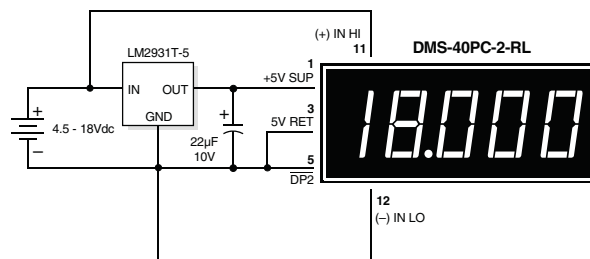 (+) IN HI
11
DMS-40PC-2-RL
LM2931T-5
1
+5V SUP
IN OUT
GND
+
4.5 - 18Vdc
–
+
22µF
10V
3
5V RET
5
DP2
18.000
12
(–) IN LO